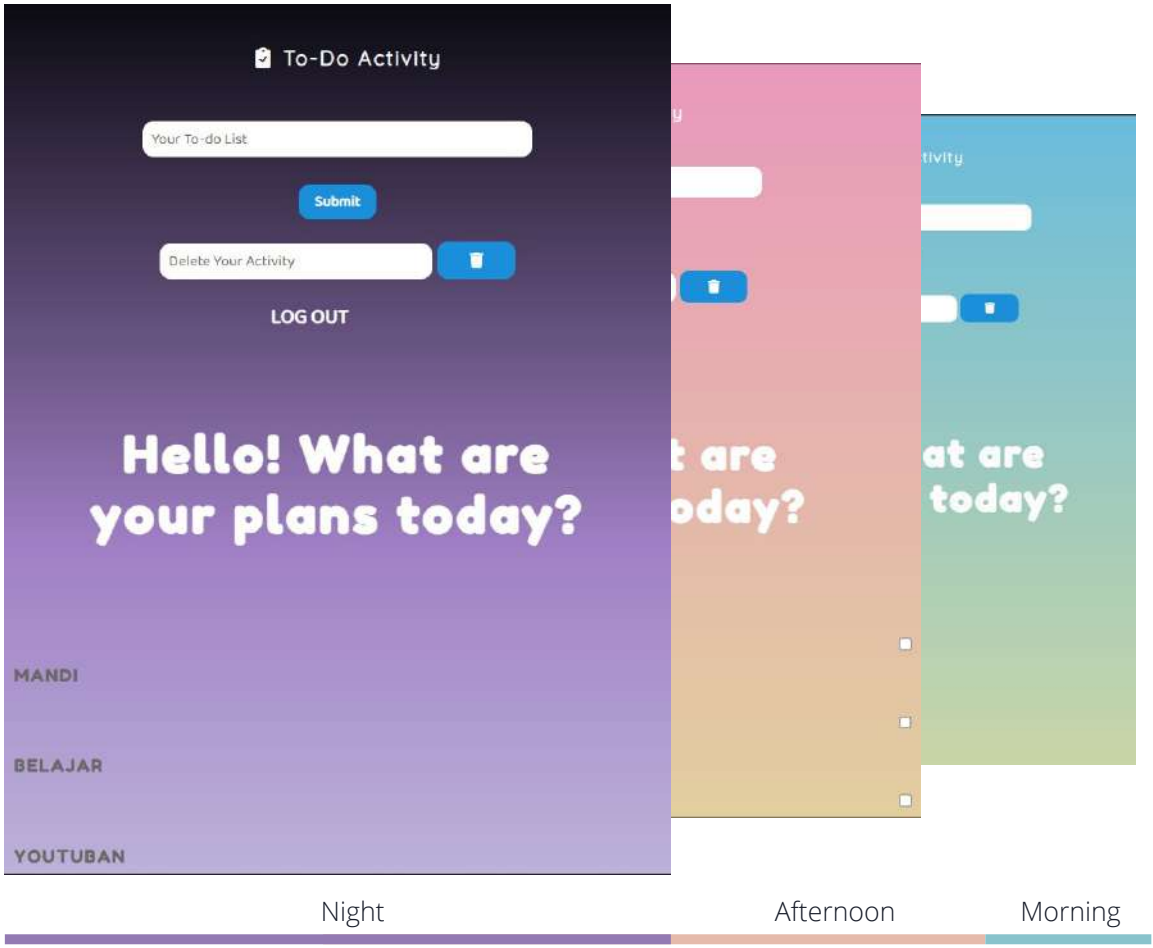 To-Do Activity
Your To-do List
Submit
Delete Your Activity
LOG OUT
Hello! What are
your plans today?
MANDI
BELAJAR
YOUTUBAN
y
t are
oday?
tivity
at are
today?
Night
Afternoon
Morning